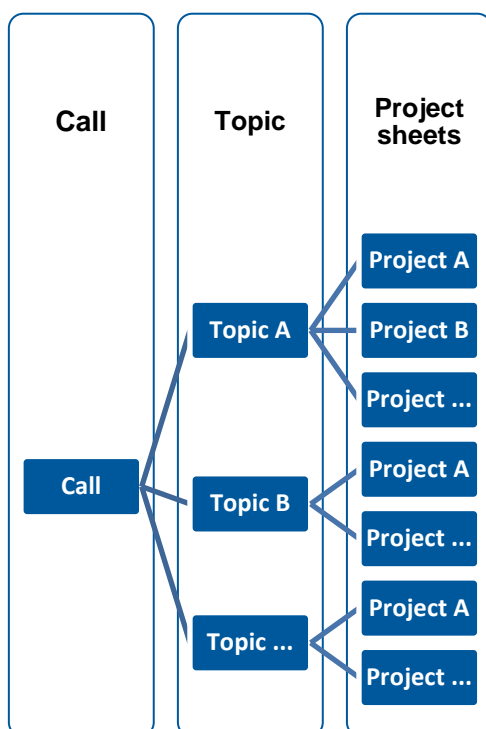 Call
Topic
Project
sheets
Project A
Topic A
Project B
Project ...
Call
Project A
Topic B
Project ...
Project A
Topic ...
Project ...